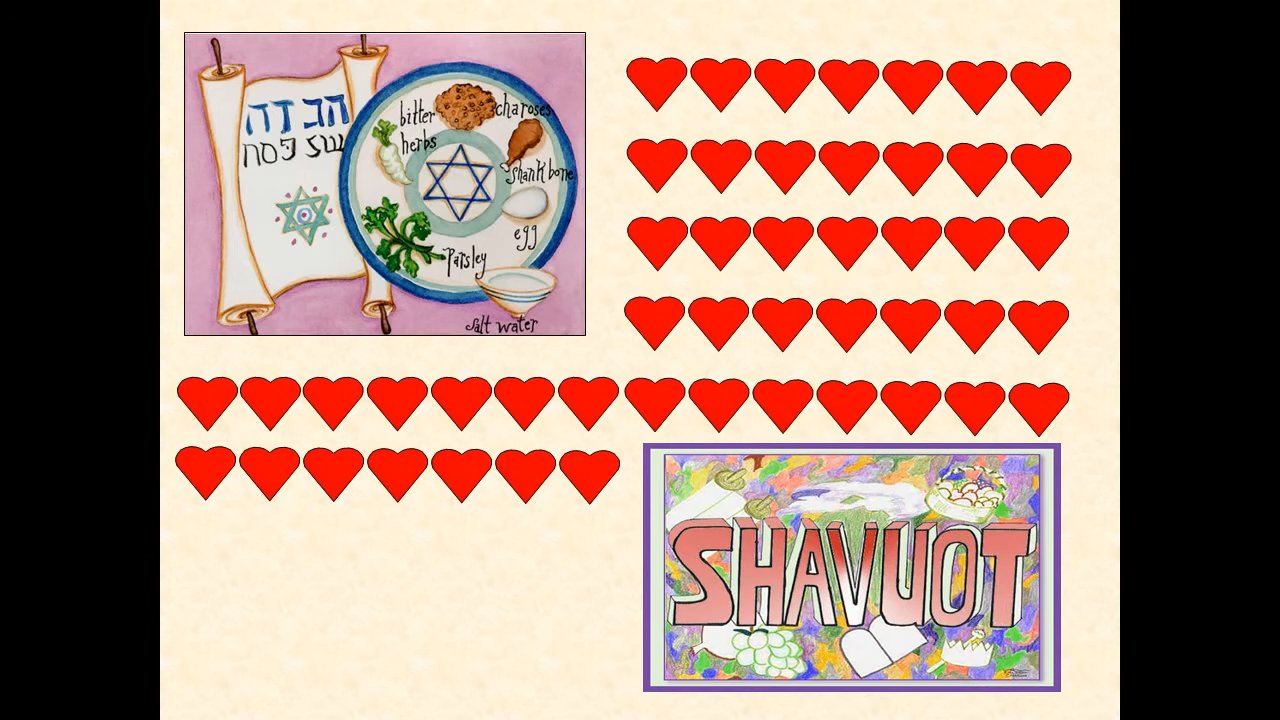 הגדה
של פסח
bitter
herbs
charoses
shank bone
egg
Parsley
salt water
SHAVUOT